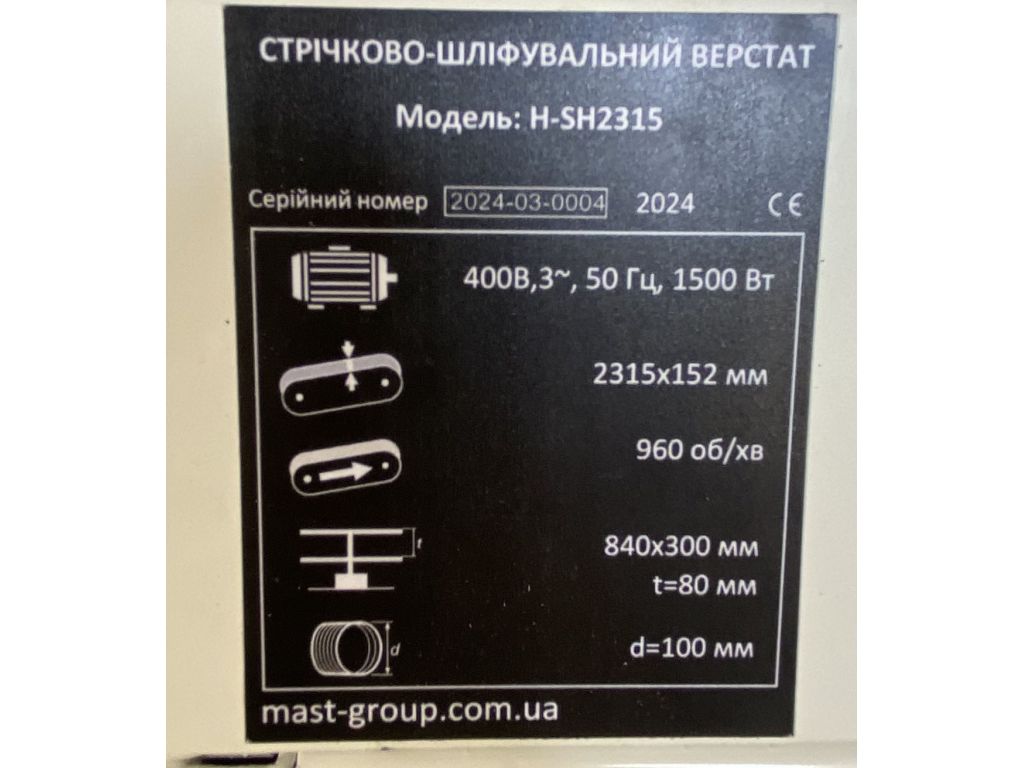 СТРІЧКОВО-ШЛІФУВАЛЬНИЙ ВЕРСТАТ
Модель: H-SH2315
Серійний номер 2024-03-0004 2024 CE
400В,3~, 50 Гц, 1500 Вт
2315x152 мм
960 об/хв
t
840x300 мм
t=80 мм
d
d=100 мм
mast-group.com.ua